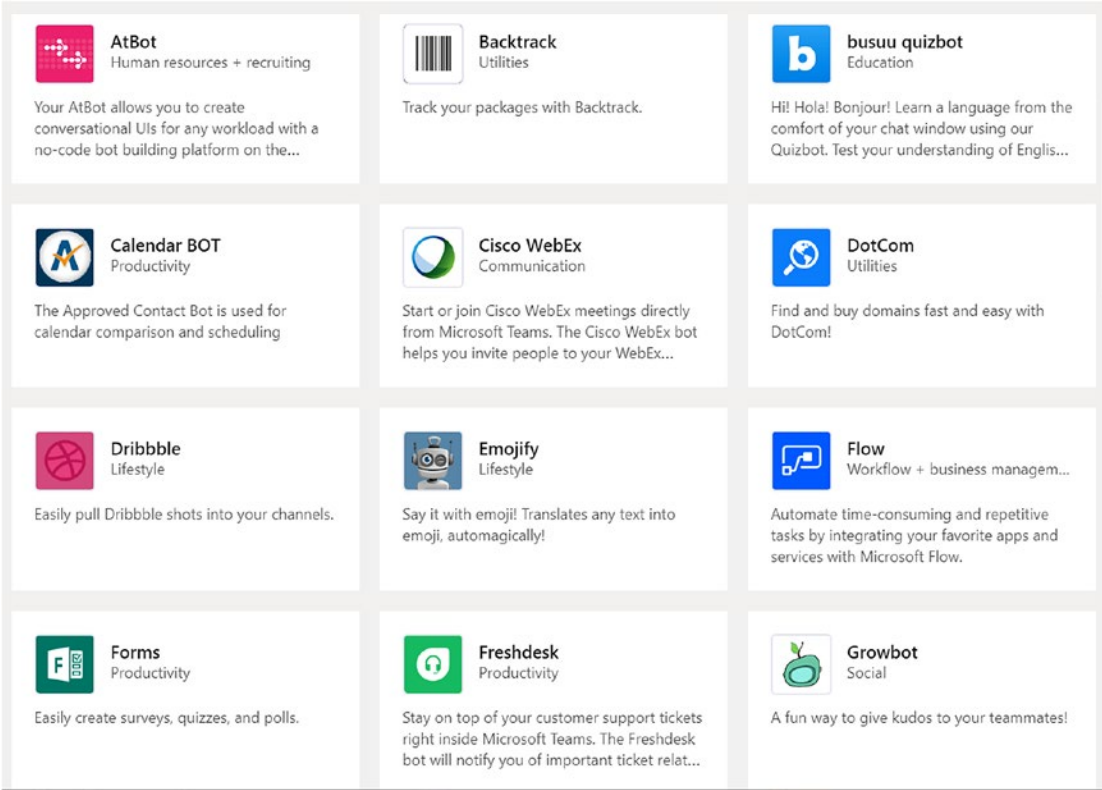 AtBot
Human resources + recruiting
Your AtBot allows you to create
conversational UIs for any workload with a
no-code bot building platform on the...
Backtrack
Utilities
Track your packages with Backtrack.
b
busuu quizbot
Education
Hi! Hola! Bonjour! Learn a language from the
comfort of your chat window using our
Quizbot. Test your understanding of Englis...
A
Calendar BOT
Productivity
The Approved Contact Bot is used for
calendar comparison and scheduling
Cisco WebEx
Communication
Start or join Cisco WebEx meetings directly
from Microsoft Teams. The Cisco WebEx bot
helps you invite people to your WebEx...
DotCom
Utilities
Find and buy domains fast and easy with
DotCom!
Dribbble
Lifestyle
Easily pull Dribbble shots into your channels.
Emojify
Lifestyle
Say it with emoji! Translates any text into
emoji, automagically!
Flow
Workflow + business managem...
Automate time-consuming and repetitive
tasks by integrating your favorite apps and
services with Microsoft Flow.
F
Forms
Productivity
Easily create surveys, quizzes, and polls.
Freshdesk
Productivity
Stay on top of your customer support tickets
right inside Microsoft Teams. The Freshdesk
bot will notify you of important ticket relat...
Growbot
Social
A fun way to give kudos to your teammates!